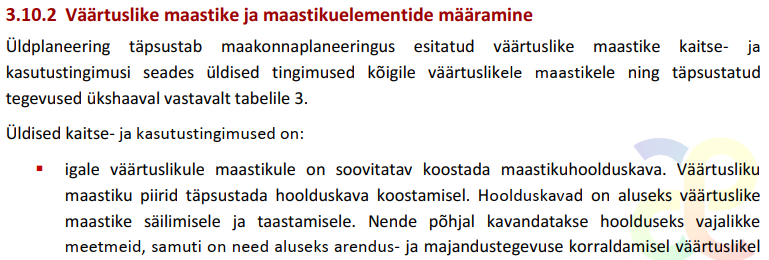 3.10.2 Väärtuslike maastike ja maastikuelementide määramine
Üldplaneering täpsustab maakonnaplaneeringus esitatud väärtuslike maastike kaitse- ja
kasutustingimusi seades üldised tingimused kõigile väärtuslikele maastikele ning täpsustatud
tegevused ükshaaval vastavalt tabelile 3.
Üldised kaitse- ja kasutustingimused on:
▪ igale väärtuslikule maastikule on soovitatav koostada maastikuhoolduskava. Väärtusliku
maastiku piirid täpsustada hoolduskava koostamisel. Hoolduskavad on aluseks väärtuslike
maastike säilimisele ja taastamisele. Nende põhjal kavandatakse hoolduseks vajalikke
meetmeid, samuti on need aluseks arendus- ja majandustegevuse korraldamisel väärtuslikel